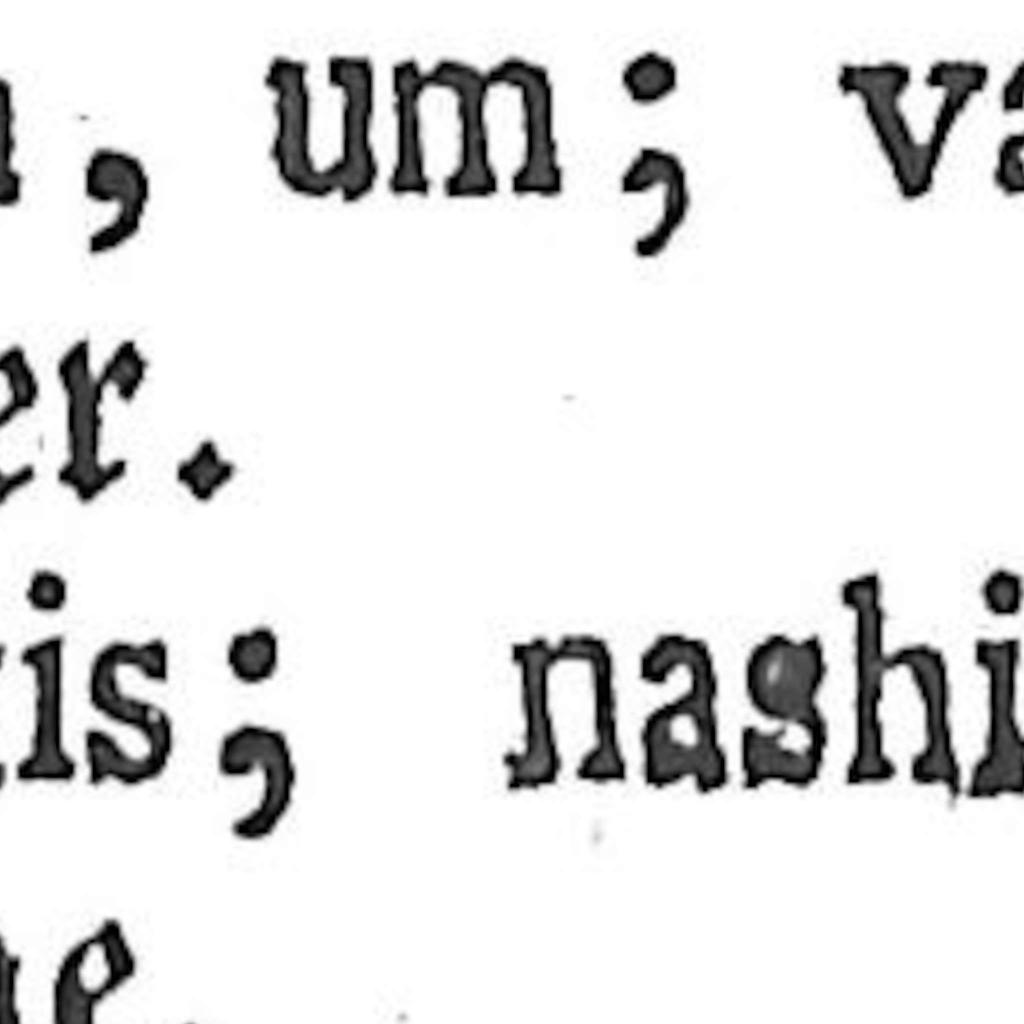 , um; va
er.
is; nashi
e